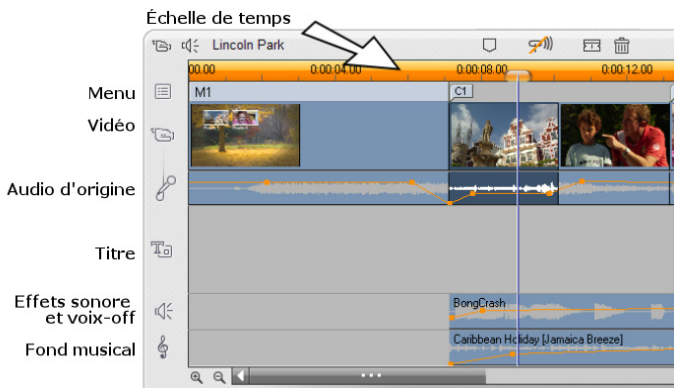 Échelle de temps
Lincoln Park
00.00 0:00:04.00 0:00:08.00 0:00:12.00
Menu
M1
C1
Vidéo
Audio d'origine
Titre
Effets sonore
et voix-off
BongCrash
Fond musical
Caribbean Holiday [Jamaica Breeze]